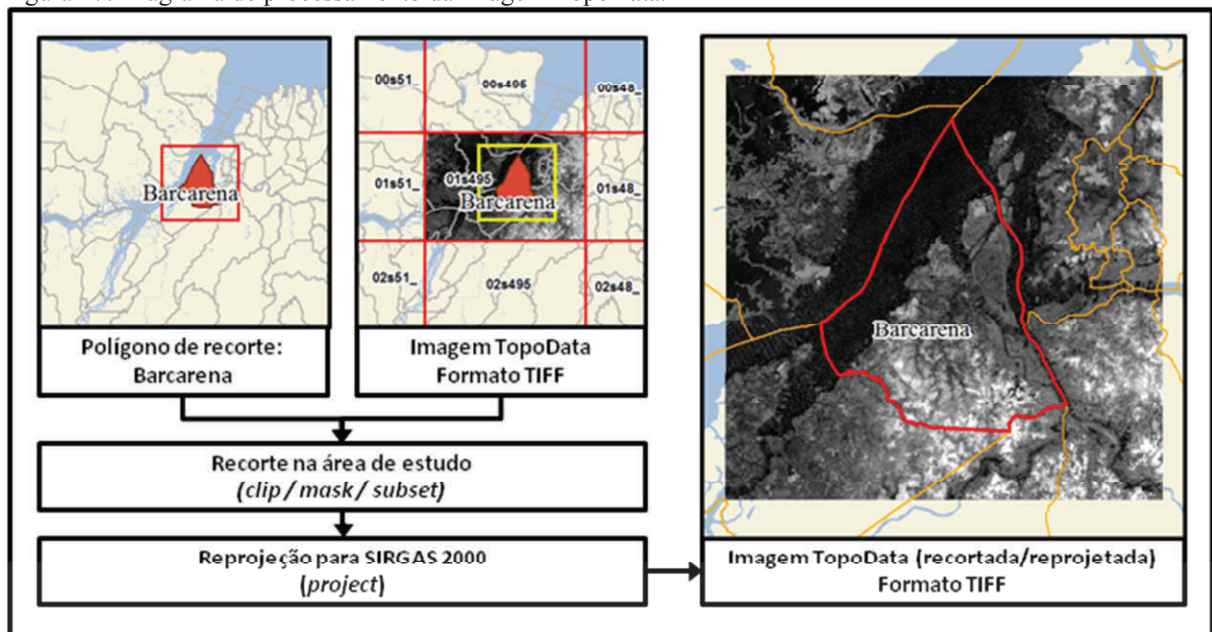 00s51_
00s495
00s48_
01s51_
01s495
01s48_
02s51_
02s495
02s48_
Barcarena
Barcarena
Barcarena
Polígono de recorte:
Barcarena
Imagem TopoData
Formato TIFF
Recorte na área de estudo
(clip / mask / subset)
Reprojeção para SIRGAS 2000
(project)
Imagem TopoData (recortada/reprojetada)
Formato TIFF